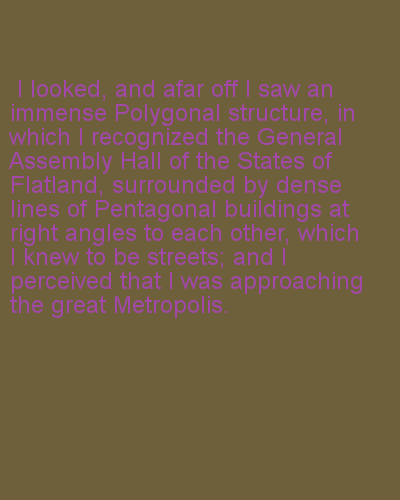 I looked, and afar off I saw an
immense Polygonal structure, in
which I recognized the General
Assembly Hall of the States of
Flatland, surrounded by dense
lines of Pentagonal buildings at
right angles to each other, which
I knew to be streets; and I
perceived that I was approaching
the great Metropolis.